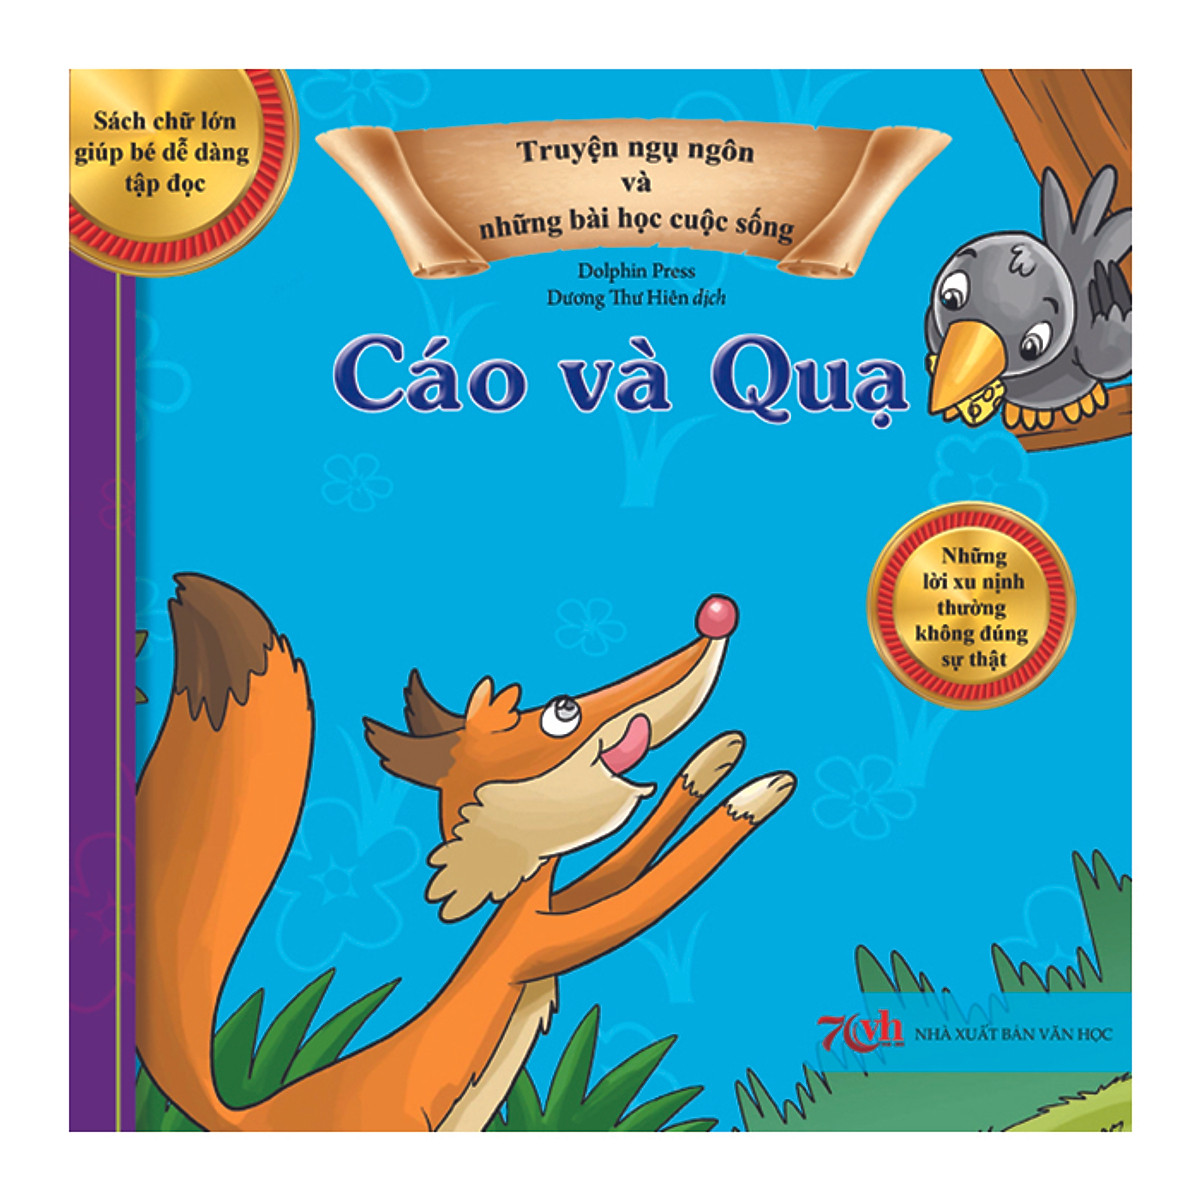 Sách chữ lớn
giúp bé dễ dàng
tập đọc
Truyện ngụ ngôn
và
những bài học cuộc sống
Dolphin Press
Dương Thư Hiên dịch
Cáo và Quạ
Những
lời xu nịnh
thường
không đúng
sự thật
70vh
NHÀ XUẤT BẢN VĂN HỌC